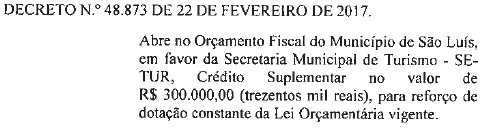 DECRETO N.º 48.873 DE 22 DE FEVEREIRO DE 2017.
Abre no Orçamento Fiscal do Município de São Luís,
em favor da Secretaria Municipal de Turismo - SE-
TUR, Crédito Suplementar no valor de
R$ 300.000,00 (trezentos mil reais), para reforço de
dotação constante da Lei Orçamentária vigente.